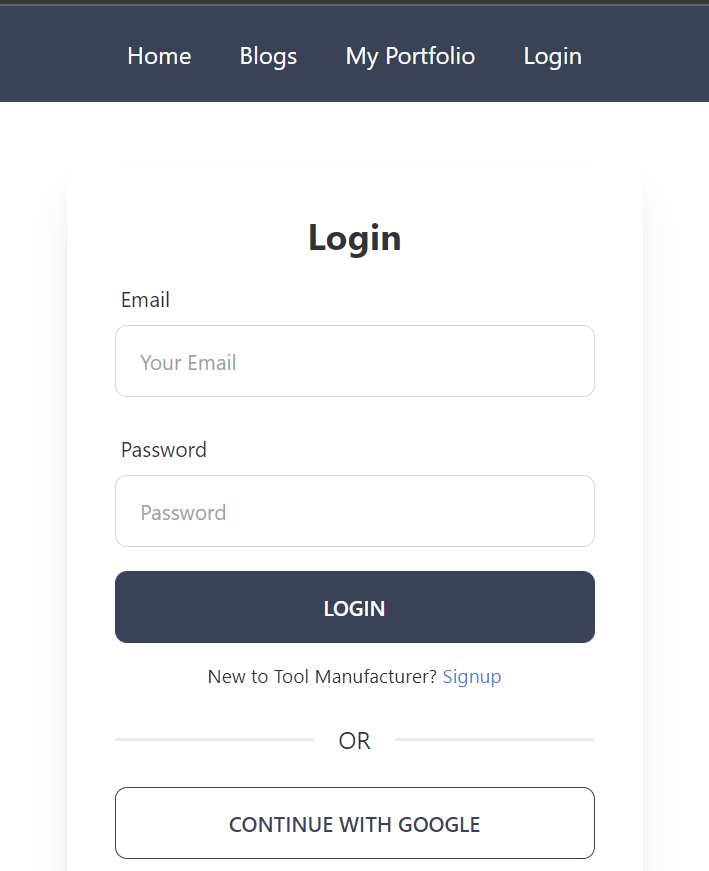 Home Blogs My Portfolio Login
Login
Email
Your Email
Password
Password
LOGIN
New to Tool Manufacturer? Signup
OR
CONTINUE WITH GOOGLE